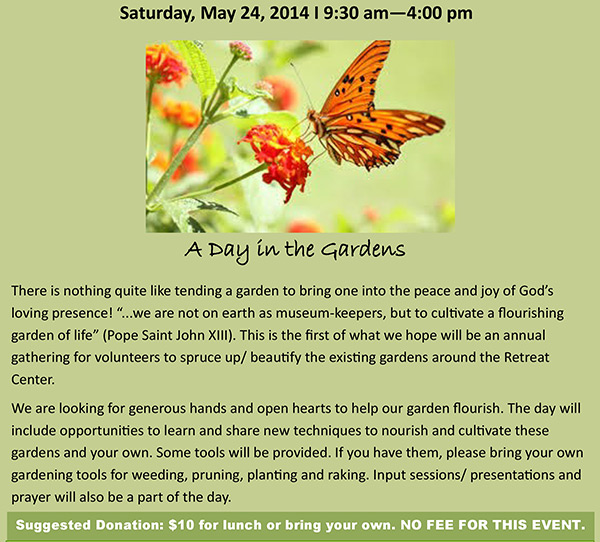 Saturday, May 24, 2014 I 9:30 am—4:00 pm
A Day in the Gardens
There is nothing quite like tending a garden to bring one into the peace and joy of God’s
loving presence! “...we are not on earth as museum-keepers, but to cultivate a flourishing
garden of life” (Pope Saint John XIII). This is the first of what we hope will be an annual
gathering for volunteers to spruce up/ beautify the existing gardens around the Retreat
Center.
We are looking for generous hands and open hearts to help our garden flourish. The day will
include opportunities to learn and share new techniques to nourish and cultivate these
gardens and your own. Some tools will be provided. If you have them, please bring your own
gardening tools for weeding, pruning, planting and raking. Input sessions/ presentations and
prayer will also be a part of the day.
Suggested Donation: $10 for lunch or bring your own. NO FEE FOR THIS EVENT.